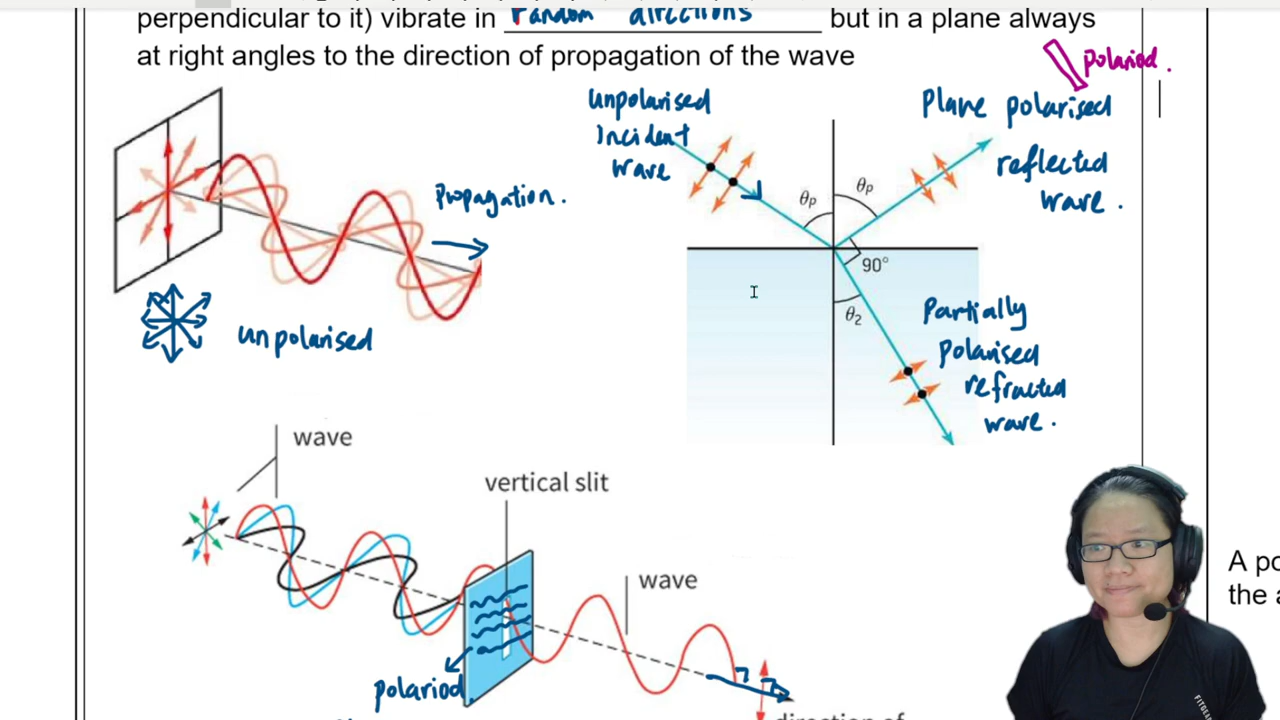 perpendicular to it) vibrate in random directions but in a plane always
at right angles to the direction of propagation of the wave
polariod.
unpolarised
incident
wave
Plane polarised
reflected
wave.
Propagation.
θp
θp
90°
θ2
unpolarised
Partially
polarised
refracted
wave.
wave
vertical slit
wave
polariod
direction of
A po
the a